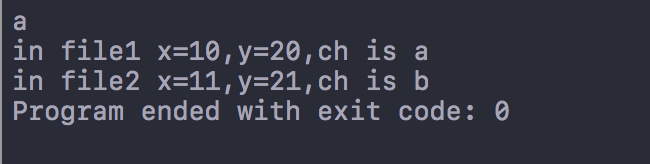 a
in file1 x=10,y=20,ch is a
in file2 x=11,y=21,ch is b
Program ended with exit code: 0